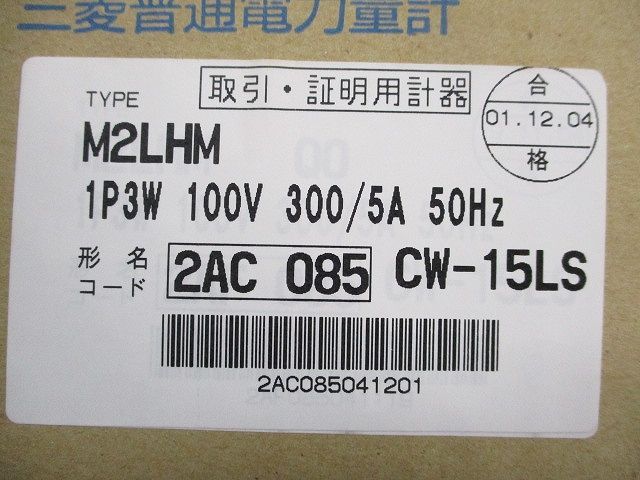 三菱普通電力量計
取引・証明用計器
合
01.12.04
格
TYPE
M2LHM
1P3W 100V 300/5A 50Hz
形名
コード
2AC 085
CW-15LS
2AC085041201